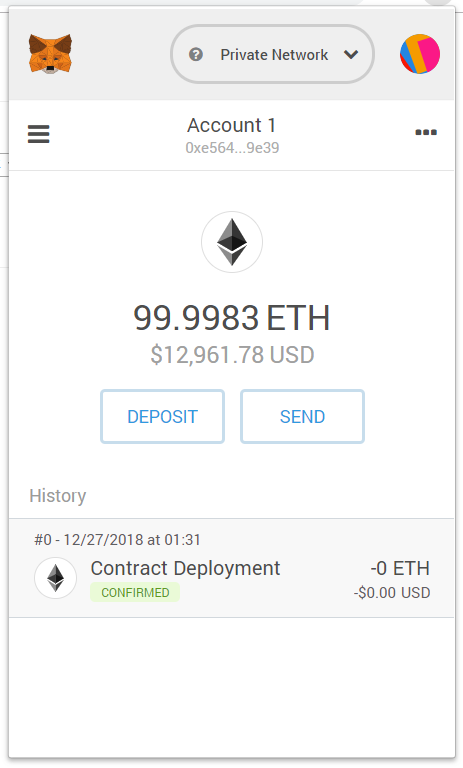 Private Network
Account 1
0xe564...9e39
99.9983 ETH
$12,961.78 USD
DEPOSIT
SEND
History
#0 - 12/27/2018 at 01:31
Contract Deployment
-0 ETH
CONFIRMED
-$0.00 USD